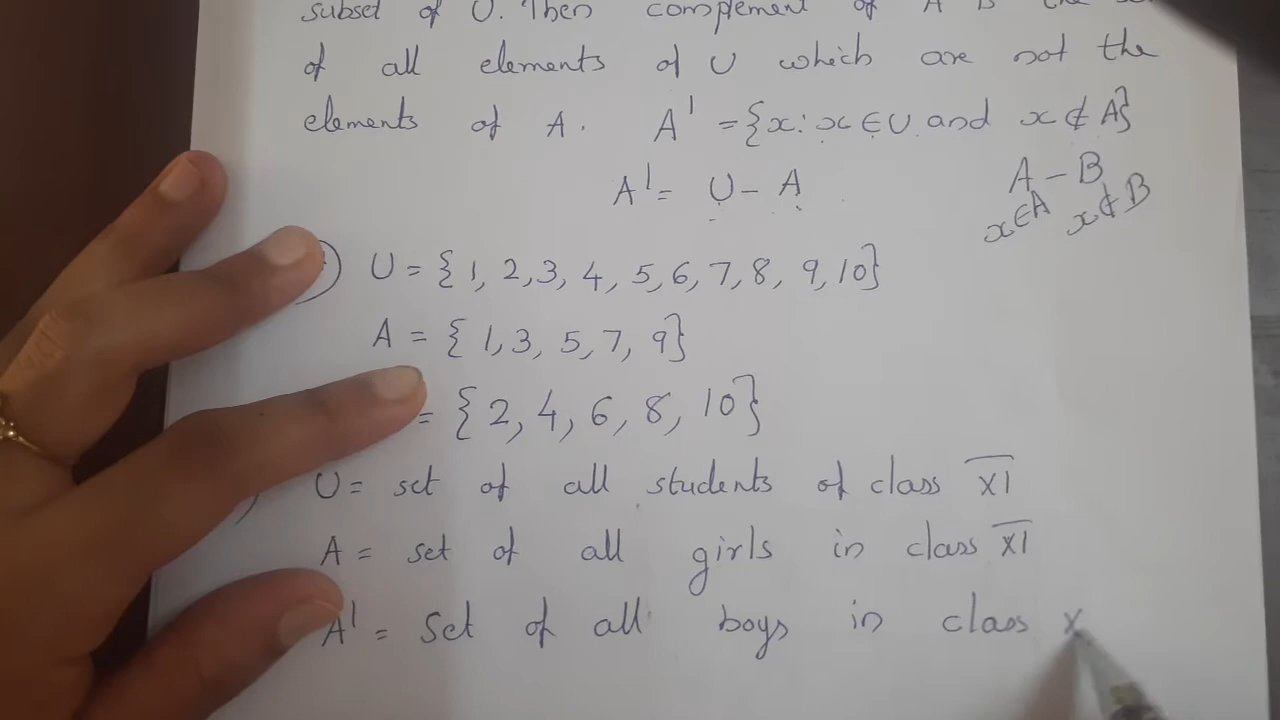 subset of U. Then complement of A is the
of all elements of U which are not the
elements of A. A' = {x: x ∈ U and x ∉ A}
A' = U - A
A - B
x∈A x∉B
U = {1, 2, 3, 4, 5, 6, 7, 8, 9, 10}
A = {1, 3, 5, 7, 9}
= {2, 4, 6, 8, 10}
U = set of all students of class XI
A = set of all girls in class XI
A' = Set of all boys in class X